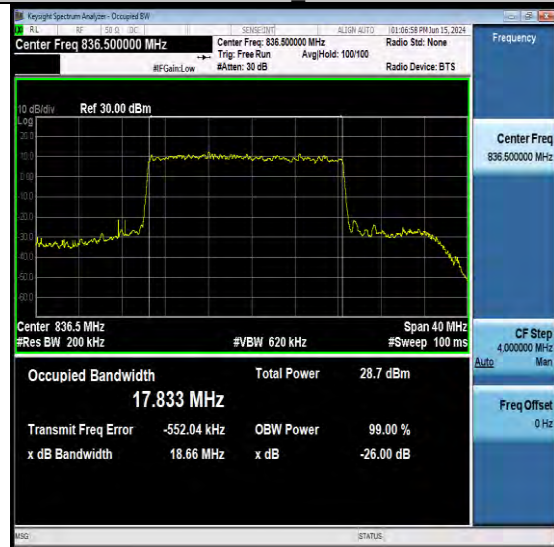 Keysight Spectrum Analyzer - Occupied BW
RL RF 50 Ω DC SENSE:INT ALIGN AUTO 01:06:58 PM Jun 15, 2024
Center Freq 836.500000 MHz
Center Freq: 836.500000 MHz
Radio Std: None
Trig: Free Run Avg|Hold: 100/100
#IFGain:Low #Atten: 30 dB Radio Device: BTS
10 dB/div Ref 30.00 dBm
Log
20.0
10.0
0.00
-10.0
-20.0
-30.0
-40.0
-50.0
-60.0
Center 836.5 MHz Span 40 MHz
#Res BW 200 kHz #VBW 620 kHz #Sweep 100 ms
Occupied Bandwidth Total Power 28.7 dBm
17.833 MHz
Transmit Freq Error -552.04 kHz OBW Power 99.00 %
x dB Bandwidth 18.66 MHz x dB -26.00 dB
MSG STATUS
Frequency
Center Freq
836.500000 MHz
CF Step
4.000000 MHz
Auto Man
Freq Offset
0 Hz